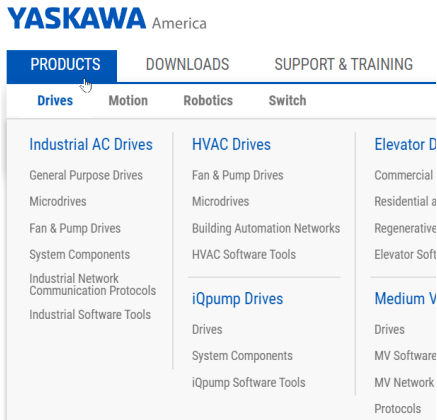 YASKAWA America
PRODUCTS DOWNLOADS SUPPORT & TRAINING
Drives Motion Robotics Switch
Industrial AC Drives
General Purpose Drives
Microdrives
Fan & Pump Drives
System Components
Industrial Network
Communication Protocols
Industrial Software Tools
HVAC Drives
Fan & Pump Drives
Microdrives
Building Automation Networks
HVAC Software Tools
iQpump Drives
Drives
System Components
iQpump Software Tools
Elevator D
Commercial
Residential a
Regenerative
Elevator Soft
Medium V
Drives
MV Software
MV Network
Protocols